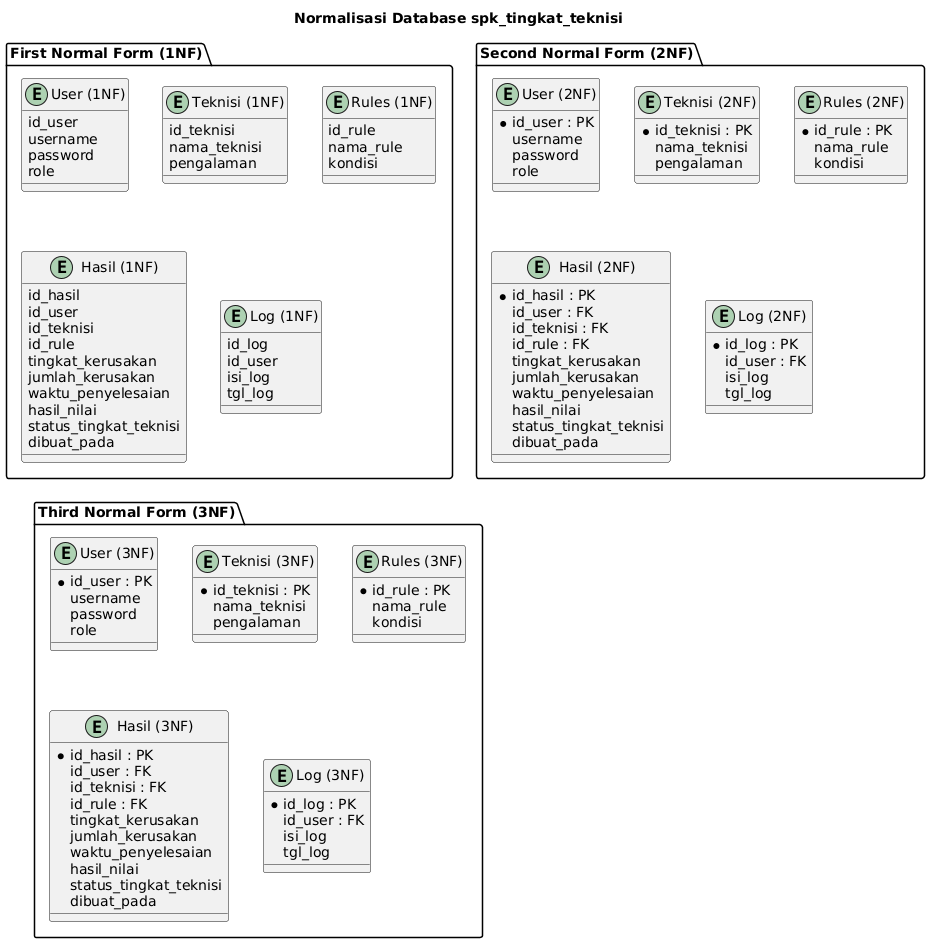 Normalisasi Database spk_tingkat_teknisi
First Normal Form (1NF)
E User (1NF)
id_user
username
password
role
E Teknisi (1NF)
id_teknisi
nama_teknisi
pengalaman
E Rules (1NF)
id_rule
nama_rule
kondisi
E Hasil (1NF)
id_hasil
id_user
id_teknisi
id_rule
tingkat_kerusakan
jumlah_kerusakan
waktu_penyelesaian
hasil_nilai
status_tingkat_teknisi
dibuat_pada
E Log (1NF)
id_log
id_user
isi_log
tgl_log
Second Normal Form (2NF)
E User (2NF)
id_user : PK
username
password
role
E Teknisi (2NF)
id_teknisi : PK
nama_teknisi
pengalaman
E Rules (2NF)
id_rule : PK
nama_rule
kondisi
E Hasil (2NF)
id_hasil : PK
id_user : FK
id_teknisi : FK
id_rule : FK
tingkat_kerusakan
jumlah_kerusakan
waktu_penyelesaian
hasil_nilai
status_tingkat_teknisi
dibuat_pada
E Log (2NF)
id_log : PK
id_user : FK
isi_log
tgl_log
Third Normal Form (3NF)
E User (3NF)
id_user : PK
username
password
role
E Teknisi (3NF)
id_teknisi : PK
nama_teknisi
pengalaman
E Rules (3NF)
id_rule : PK
nama_rule
kondisi
E Hasil (3NF)
id_hasil : PK
id_user : FK
id_teknisi : FK
id_rule : FK
tingkat_kerusakan
jumlah_kerusakan
waktu_penyelesaian
hasil_nilai
status_tingkat_teknisi
dibuat_pada
E Log (3NF)
id_log : PK
id_user : FK
isi_log
tgl_log